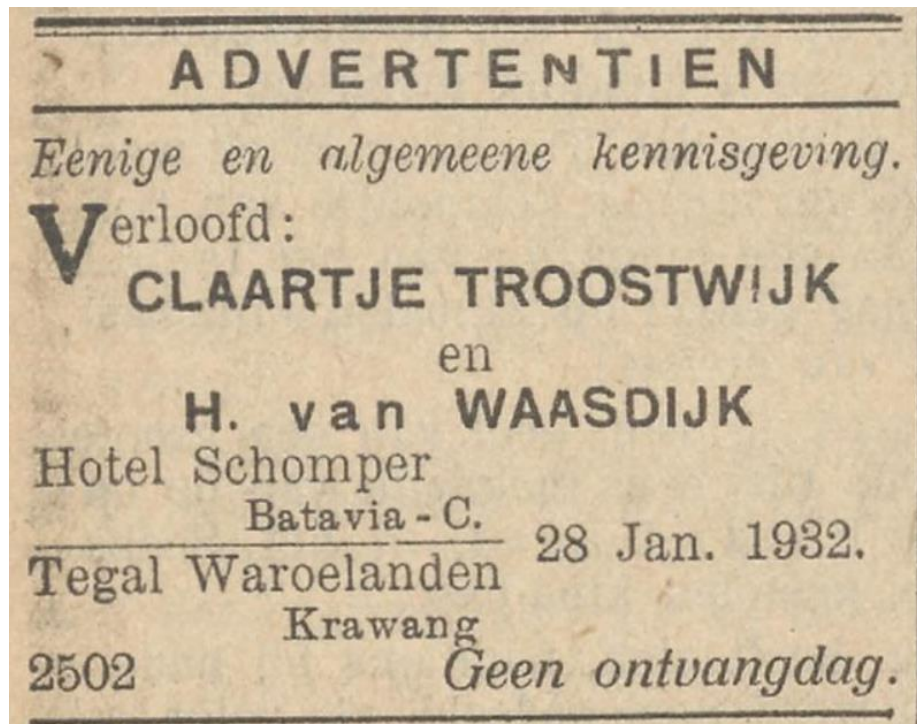 ADVERTENTIEN
Eenige en algemeene kennisgeving.
Verloofd:
CLAARTJE TROOSTWIJK
en
H. van WAASDIJK
Hotel Schomper
Batavia - C.
28 Jan. 1932.
Tegal Waroelanden
Krawang
2502 Geen ontvangdag.